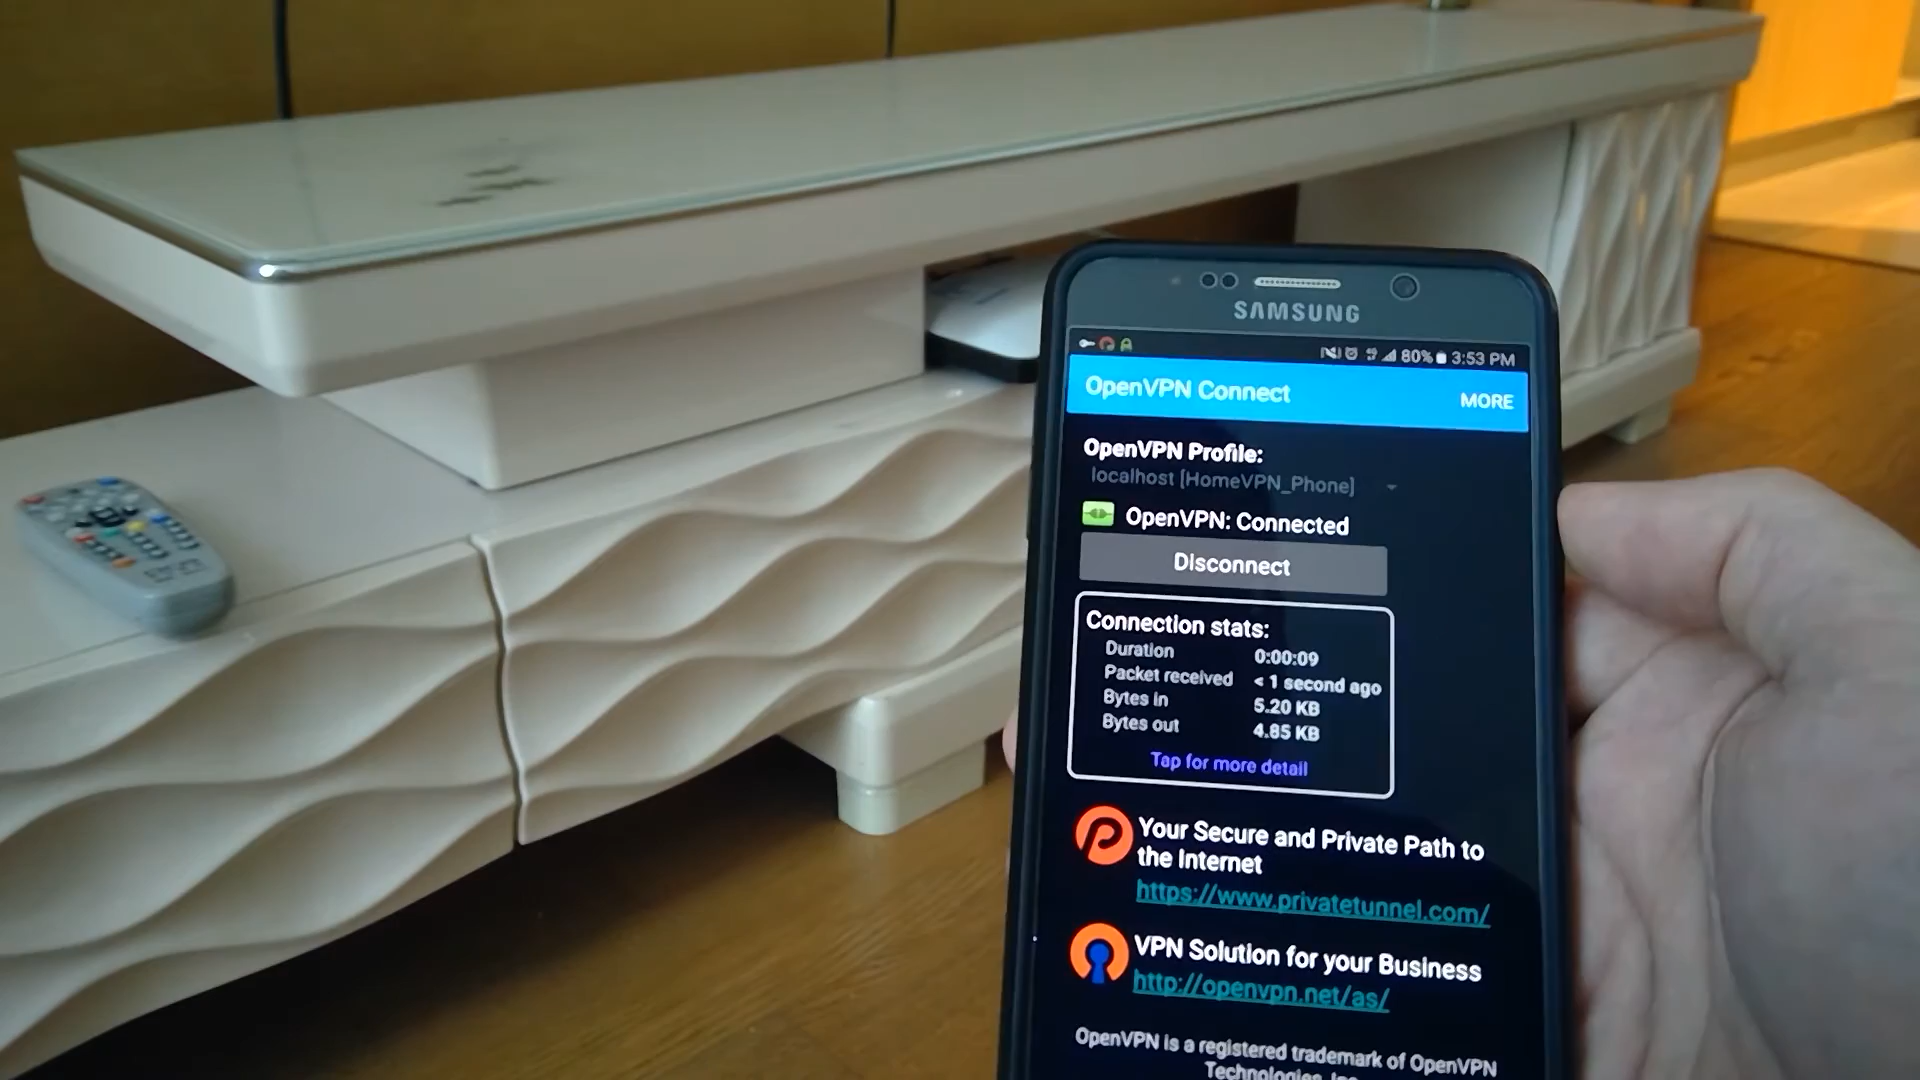 SAMSUNG
80% 3:53 PM
OpenVPN Connect
MORE
OpenVPN Profile:
localhost [HomeVPN_Phone]
OpenVPN: Connected
Disconnect
Connection stats:
Duration 0:00:09
Packet received < 1 second ago
Bytes in 5.20 KB
Bytes out 4.85 KB
Tap for more detail
Your Secure and Private Path to
the Internet
https://www.privatetunnel.com/
VPN Solution for your Business
http://openvpn.net/as/
OpenVPN is a registered trademark of OpenVPN
Technologies, Inc.